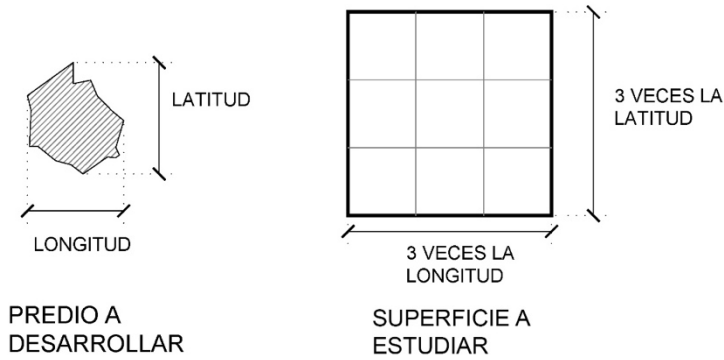 LATITUD
LONGITUD
PREDIO A
DESARROLLAR
3 VECES LA
LATITUD
3 VECES LA
LONGITUD
SUPERFICIE A
ESTUDIAR